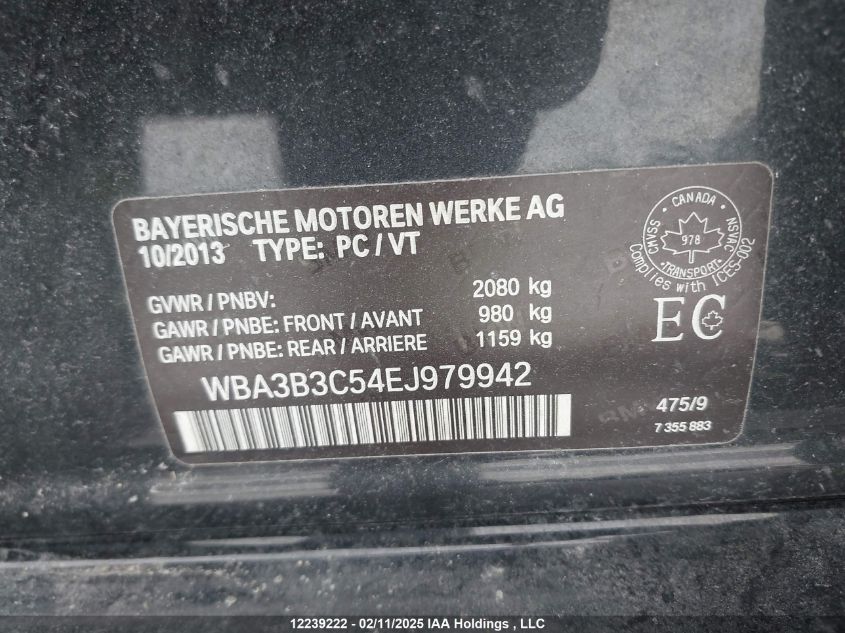 BAYERISCHE MOTOREN WERKE AG
10/2013 TYPE: PC / VT
GVWR / PNBV: 2080 kg
GAWR / PNBE: FRONT / AVANT 980 kg
GAWR / PNBE: REAR / ARRIERE 1159 kg
WBA3B3C54EJ979942
CMVSS · CANADA · NSVAC
978
SAMC · TRANSPORT
Complies with ICES-002
EC
475/9
7 355 883
12239222 - 02/11/2025 IAA Holdings , LLC